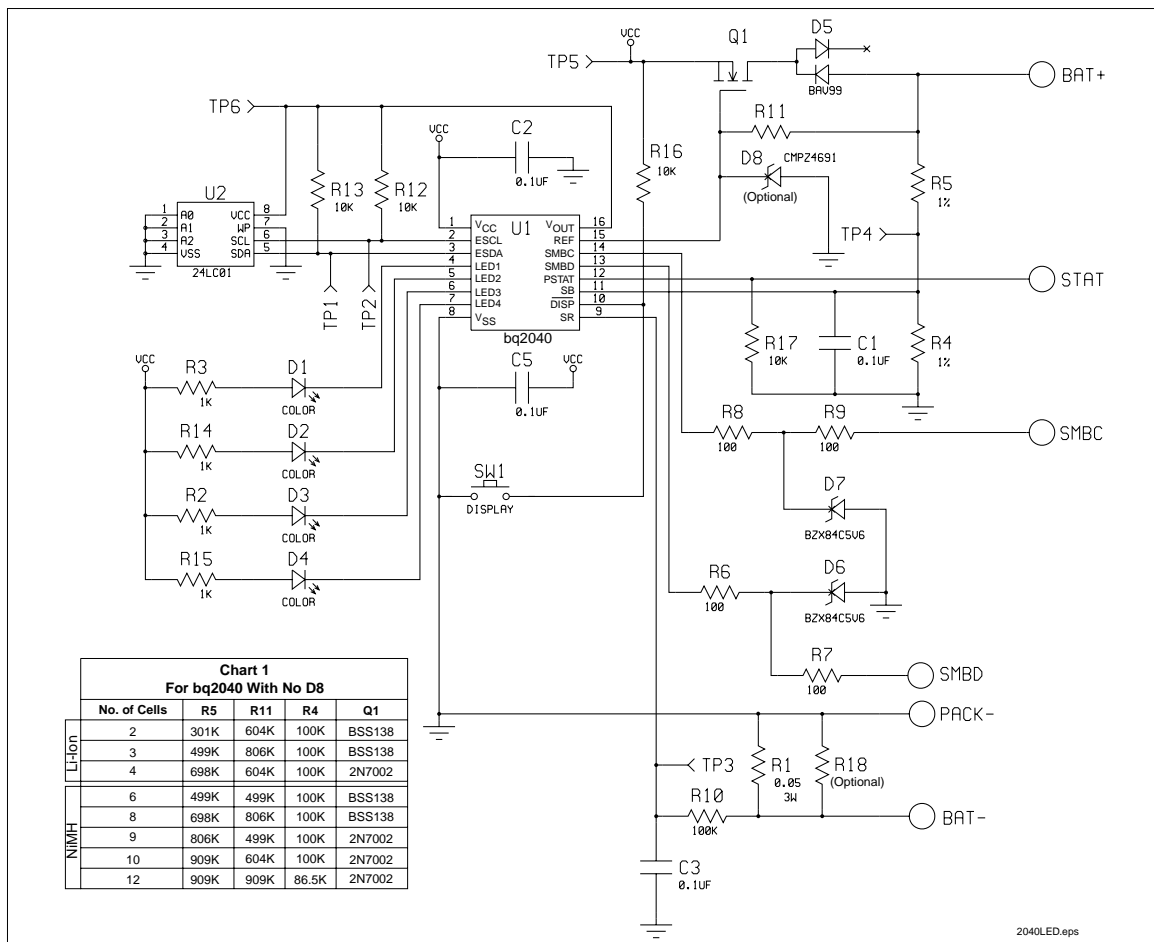 VCC
Q1
D5
TP5
BAV99
BAT+
TP6
R11
VCC
C2
0.1UF
R16
10K
D8
CMPZ4691
(Optional)
R5
1%
U2
R13
10K
R12
10K
1 A0 VCC 8
2 A1 WP 7
3 A2 SCL 6
4 VSS SDA 5
24LC01
TP1
TP2
U1
1 VCC VOUT 16
2 ESCL REF 15
3 ESDA SMBC 14
4 LED1 SMBD 13
5 LED2 PSTAT 12
6 LED3 SB 11
7 LED4 DISP 10
8 VSS SR 9
bq2040
TP4
STAT
R17
10K
C1
0.1UF
R4
1%
C5
VCC
0.1UF
VCC
R3
1K
D1
COLOR
R14
1K
D2
COLOR
R2
1K
D3
COLOR
R15
1K
D4
COLOR
SW1
DISPLAY
R8
100
R9
100
SMBC
D7
BZX84C5V6
R6
100
D6
BZX84C5V6
R7
100
SMBD
PACK-
TP3
R1
0.05
3W
R18
(Optional)
R10
100K
BAT-
C3
0.1UF
Chart 1
For bq2040 With No D8
No. of Cells R5 R11 R4 Q1
Li-Ion
2 301K 604K 100K BSS138
3 499K 806K 100K BSS138
4 698K 604K 100K 2N7002
NiMH
6 499K 499K 100K BSS138
8 698K 806K 100K BSS138
9 806K 499K 100K 2N7002
10 909K 604K 100K 2N7002
12 909K 909K 86.5K 2N7002
2040LED.eps